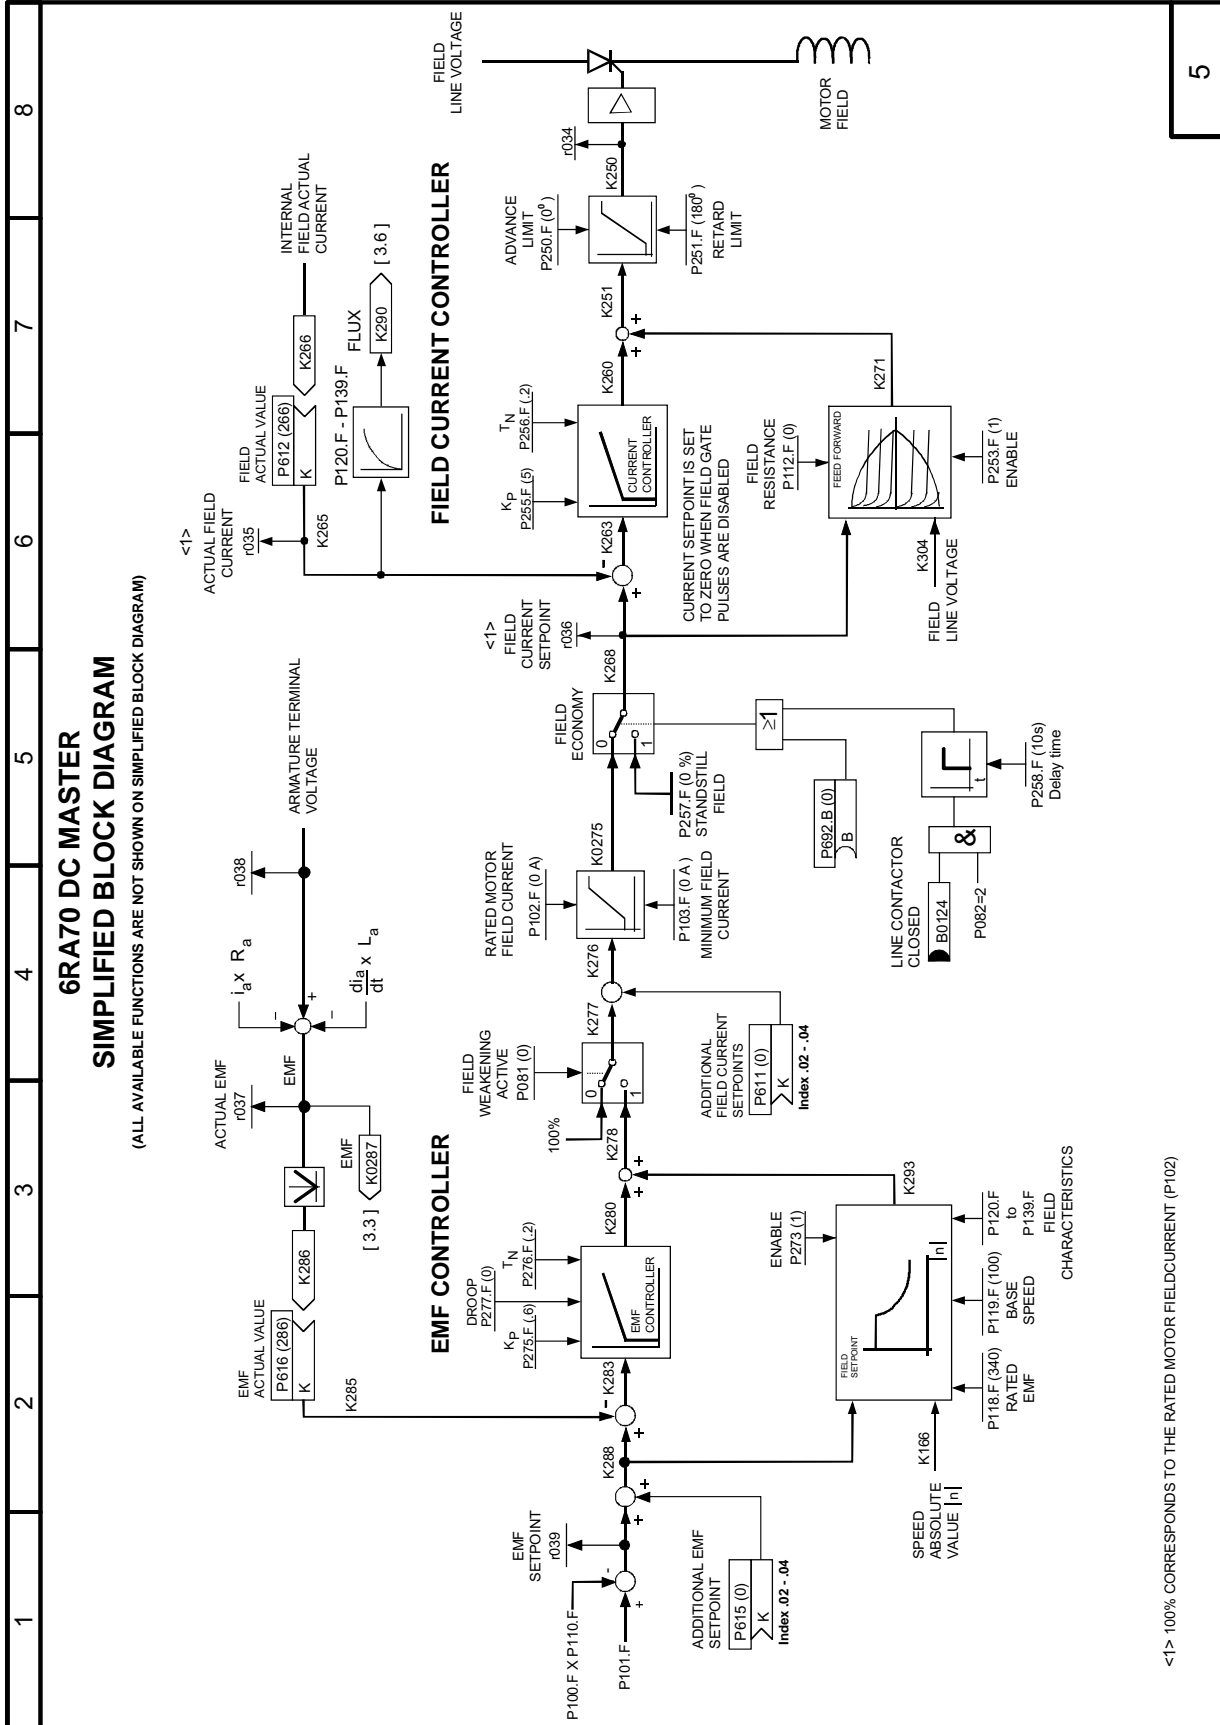 1
2
3
4
5
6
7
8
6RA70 DC MASTER
SIMPLIFIED BLOCK DIAGRAM
(ALL AVAILABLE FUNCTIONS ARE NOT SHOWN ON SIMPLIFIED BLOCK DIAGRAM)
EMF
ACTUAL VALUE
P616 (286)
K
K286
K285
ACTUAL EMF
r037
EMF
EMF
K0287
[ 3.3 ]
iₐx Rₐ
diₐ
dt
x Lₐ
–
–
+
r038
ARMATURE TERMINAL
VOLTAGE
<1>
ACTUAL FIELD
CURRENT
r035
K265
FIELD
ACTUAL VALUE
P612 (266)
K
K266
INTERNAL
FIELD ACTUAL
CURRENT
P120.F - P139.F
FLUX
K290
[ 3.6 ]
EMF CONTROLLER
P100.F X P110.F
P101.F
-
+
EMF
SETPOINT
r039
+
+
ADDITIONAL EMF
SETPOINT
P615 (0)
K
Index .02 - .04
K288
+
-
K283
K_P
P275.F (.6)
DROOP
P277.F (0)
T_N
P276.F (.2)
EMF
CONTROLLER
K280
+
+
K278
100%
0
1
FIELD
WEAKENING
ACTIVE
P081 (0)
K277
ADDITIONAL
FIELD CURRENT
SETPOINTS
P611 (0)
K
Index .02 - .04
K276
RATED MOTOR
FIELD CURRENT
P102.F (0 A)
P103.F (0 A )
MINIMUM FIELD
CURRENT
K0275
FIELD
ECONOMY
0
1
P257.F (0 %)
STANDSTILL
FIELD
K268
≥1
P692.B (0)
B
LINE CONTACTOR
CLOSED
B0124
P082=2
&
t
P258.F (10s)
Delay time
SPEED
ABSOLUTE
VALUE |n|
K166
FIELD
SETPOINT
|n|
ENABLE
P273 (1)
P118.F (340)
RATED
EMF
P119.F (100)
BASE
SPEED
P120.F
to
P139.F
FIELD
CHARACTERISTICS
K293
FIELD CURRENT CONTROLLER
<1>
FIELD
CURRENT
SETPOINT
r036
+
-
K263
K_P
P255.F (5)
T_N
P256.F (.2)
CURRENT
CONTROLLER
CURRENT SETPOINT IS SET
TO ZERO WHEN FIELD GATE
PULSES ARE DISABLED
K260
+
+
K251
ADVANCE
LIMIT
P250.F (0⁰ )
P251.F (180⁰ )
RETARD
LIMIT
K250
r034
FIELD
LINE VOLTAGE
MOTOR
FIELD
FIELD
LINE VOLTAGE
K304
FIELD
RESISTANCE
P112.F (0)
FEED FORWARD
P253.F (1)
ENABLE
K271
<1> 100% CORRESPONDS TO THE RATED MOTOR FIELDCURRENT (P102)
5